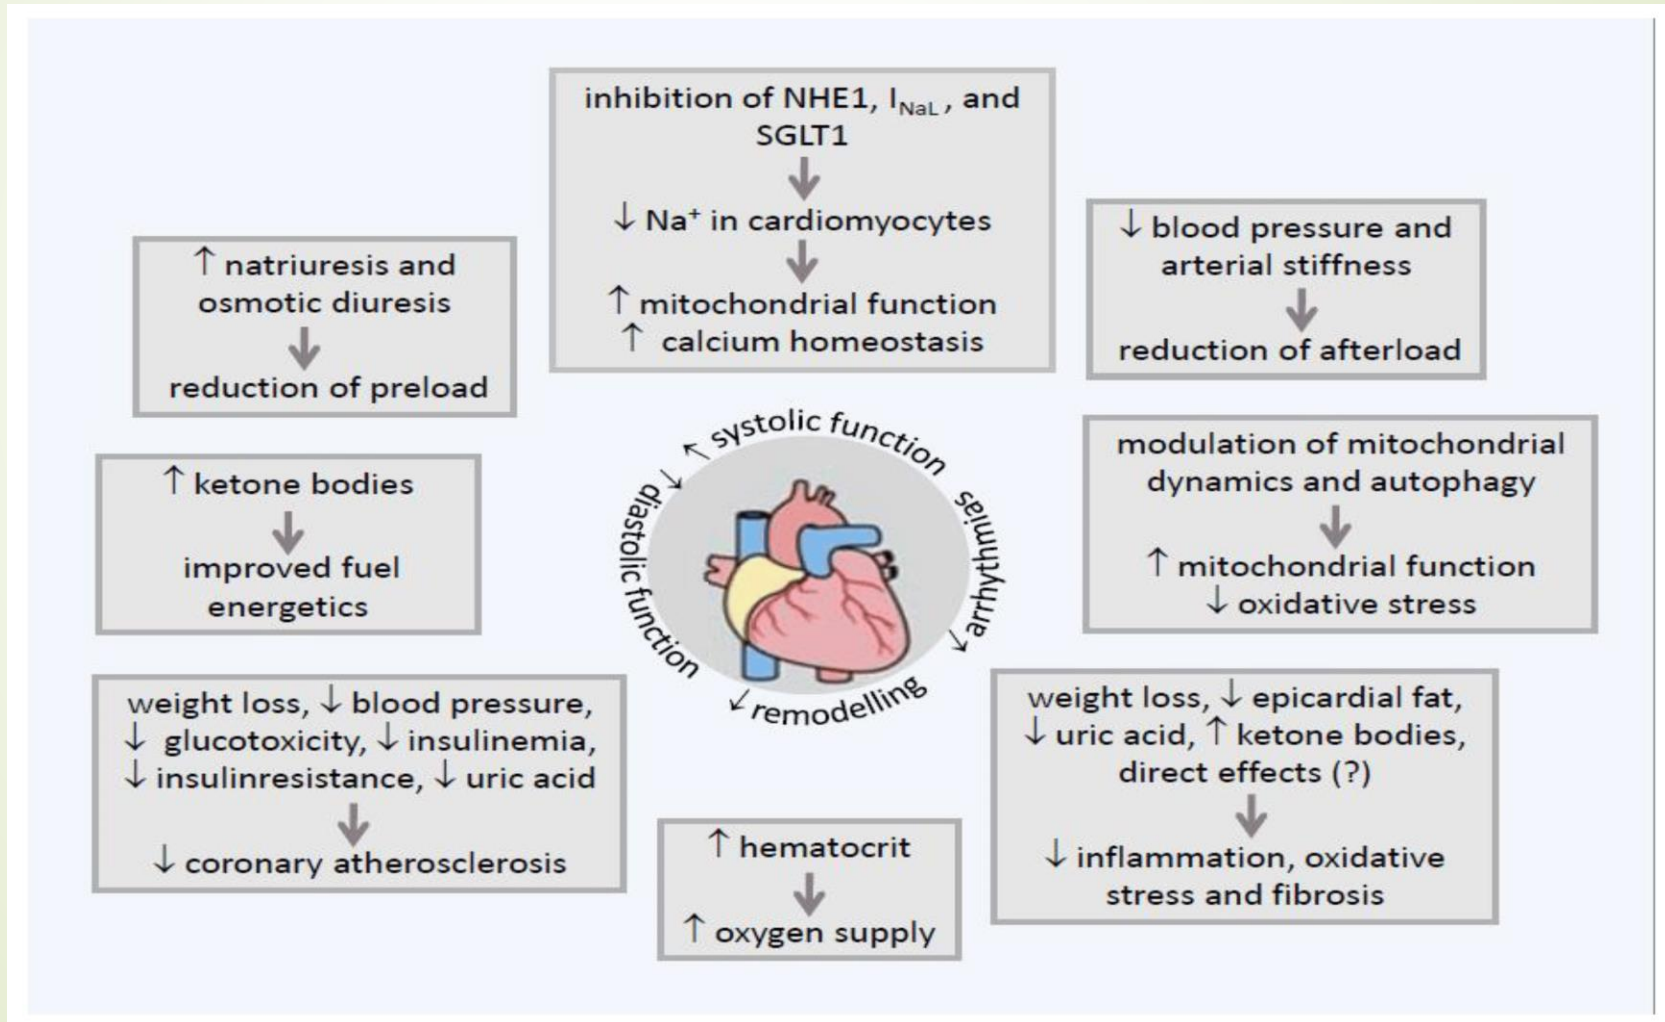 inhibition of NHE1, I_NaL, and
SGLT1
↓ Na⁺ in cardiomyocytes
↑ mitochondrial function
↑ calcium homeostasis
↑ natriuresis and
osmotic diuresis
reduction of preload
↓ blood pressure and
arterial stiffness
reduction of afterload
↑ ketone bodies
improved fuel
energetics
modulation of mitochondrial
dynamics and autophagy
↑ mitochondrial function
↓ oxidative stress
↑ systolic function
↓ arrhythmias
↓ remodelling
↓ diastolic function
weight loss, ↓ blood pressure,
↓ glucotoxicity, ↓ insulinemia,
↓ insulinresistance, ↓ uric acid
↓ coronary atherosclerosis
↑ hematocrit
↑ oxygen supply
weight loss, ↓ epicardial fat,
↓ uric acid, ↑ ketone bodies,
direct effects (?)
↓ inflammation, oxidative
stress and fibrosis